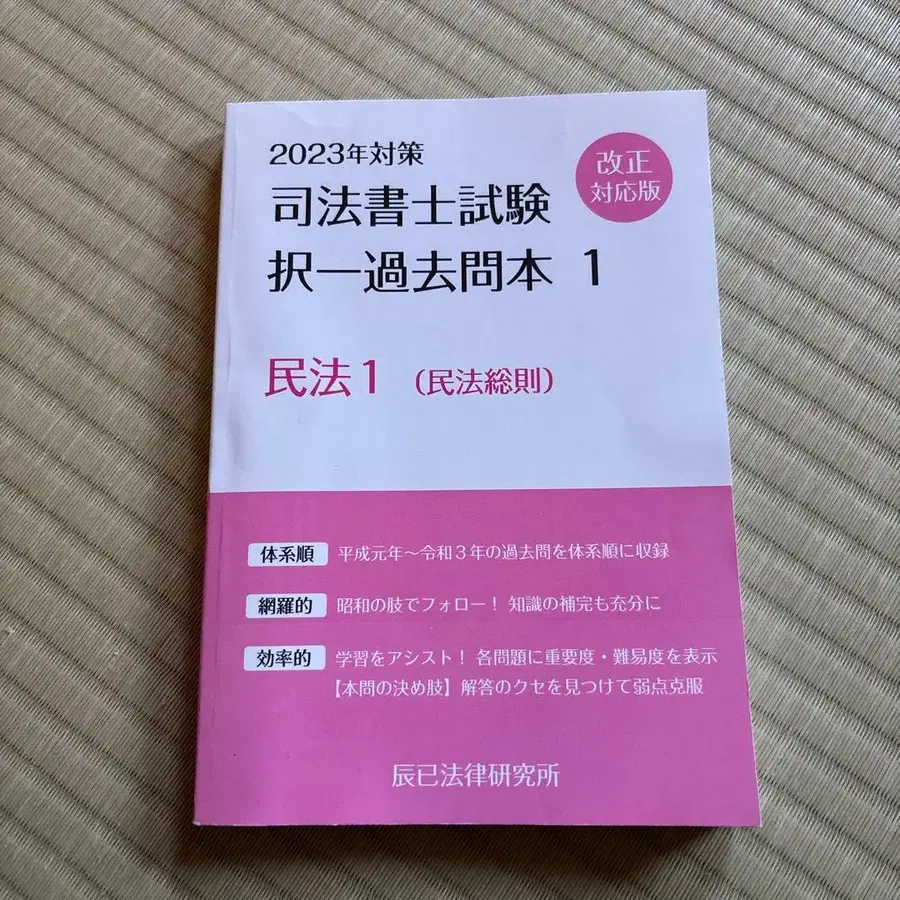 2023年対策
改正
対応版
司法書士試験
択一過去問本 1
民法1 (民法総則)
体系順 平成元年～令和3年の過去問を体系順に収録
網羅的 昭和の肢でフォロー! 知識の補完も充分に
効率的 学習をアシスト! 各問題に重要度・難易度を表示
【本問の決め肢】解答のクセを見つけて弱点克服
辰已法律研究所